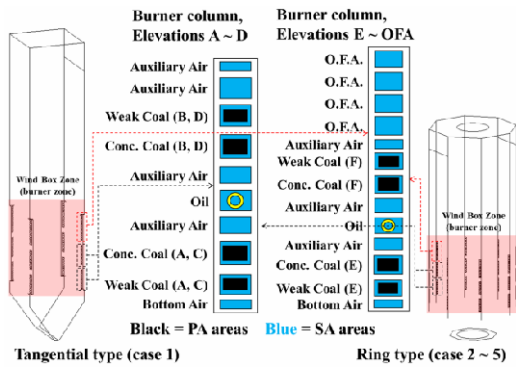 Burner column,
Elevations A ~ D
Auxiliary Air
Auxiliary Air
Weak Coal (B, D)
Conc. Coal (B, D)
Auxiliary Air
Oil
Auxiliary Air
Conc. Coal (A, C)
Weak Coal (A, C)
Bottom Air
Burner column,
Elevations E ~ OFA
O.F.A.
O.F.A.
O.F.A.
O.F.A.
Auxiliary Air
Weak Coal (F)
Conc. Coal (F)
Auxiliary Air
Oil
Auxiliary Air
Conc. Coal (E)
Weak Coal (E)
Bottom Air
Wind Box Zone
(burner zone)
Wind Box Zone
(burner zone)
Black = PA areas
Blue = SA areas
Tangential type (case 1)
Ring type (case 2 ~ 5)